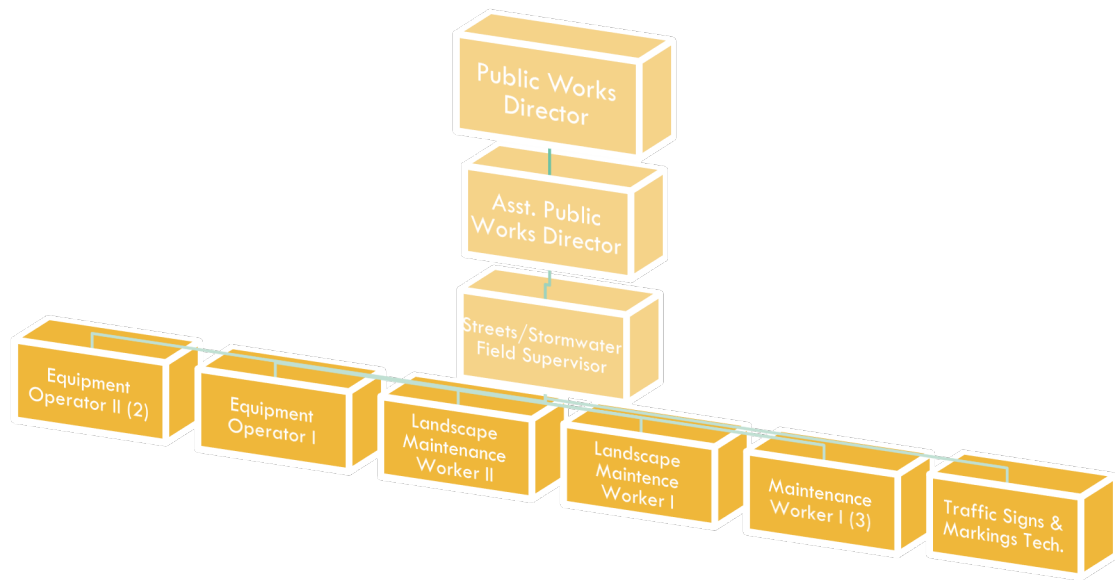 Public Works
Director
Asst. Public
Works Director
Streets/Stormwater
Field Supervisor
Equipment
Operator II (2)
Equipment
Operator I
Landscape
Maintenance
Worker II
Landscape
Maintence
Worker I
Maintenance
Worker I (3)
Traffic Signs &
Markings Tech.